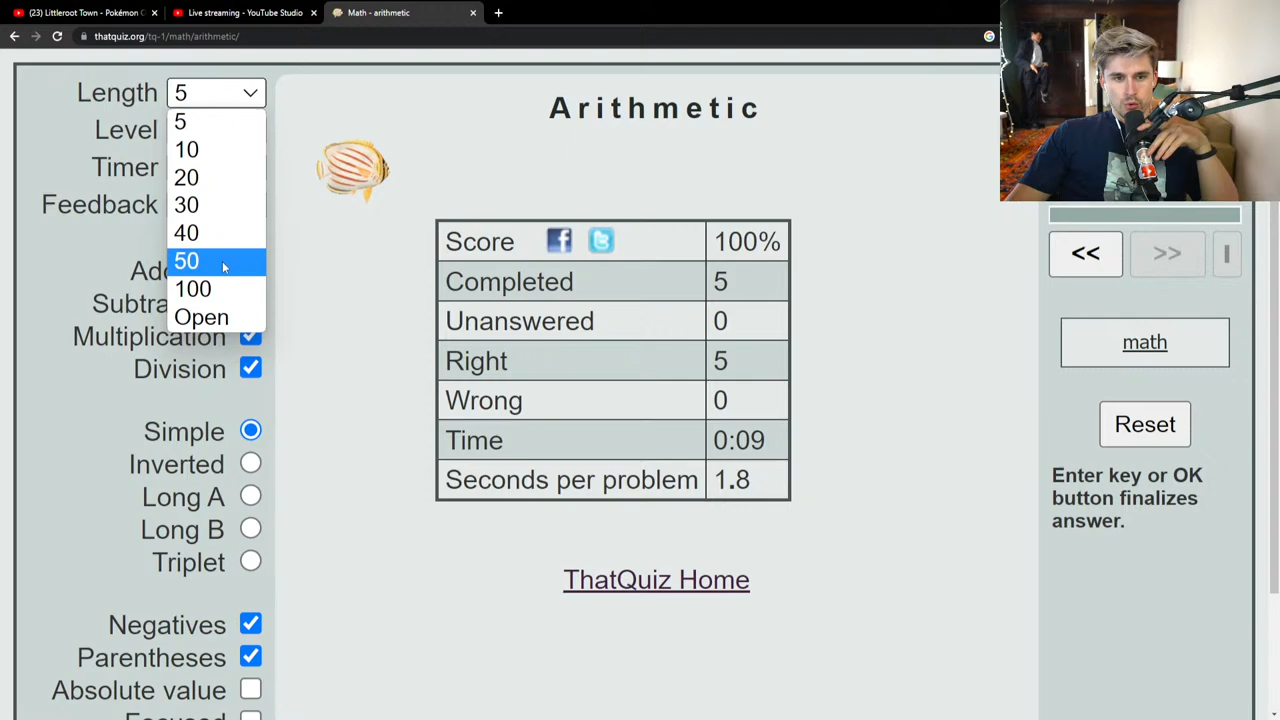 (23) Littleroot Town - Pokémon
Live streaming - YouTube Studio
Math - arithmetic
thatquiz.org/tq-1/math/arithmetic/
Length 5
5
10
20
30
40
50
100
Open
Level
Timer
Feedback
Multiplication
Division
Simple
Inverted
Long A
Long B
Triplet
Negatives
Parentheses
Absolute value
Arithmetic
Score 100%
Completed 5
Unanswered 0
Right 5
Wrong 0
Time 0:09
Seconds per problem 1.8
ThatQuiz Home
<< >>
math
Reset
Enter key or OK
button finalizes
answer.